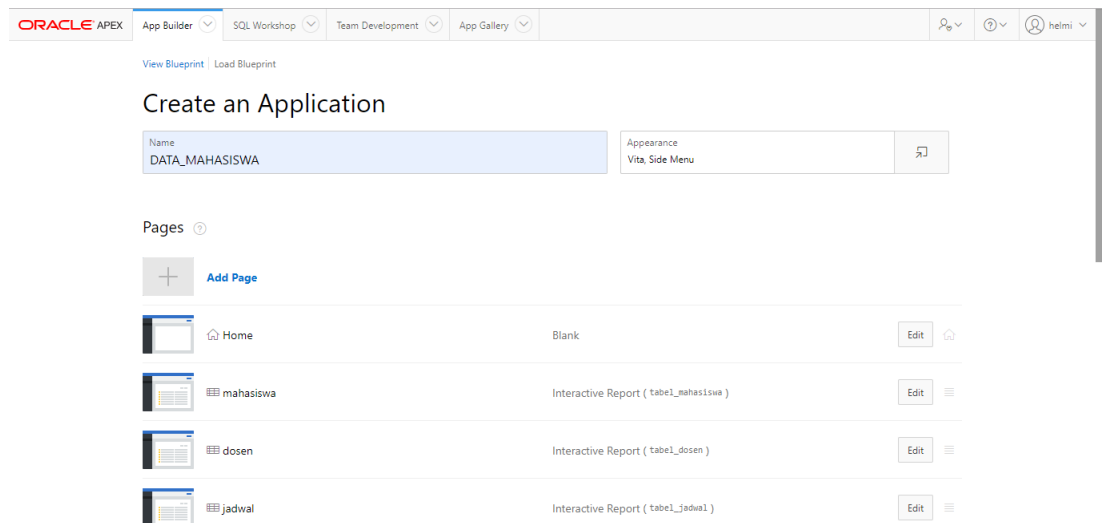 ORACLE APEX App Builder SQL Workshop Team Development App Gallery helmi
View Blueprint Load Blueprint
Create an Application
Name
DATA_MAHASISWA
Appearance
Vita, Side Menu
Pages
Add Page
Home Blank Edit
mahasiswa Interactive Report ( tabel_mahasiswa ) Edit
dosen Interactive Report ( tabel_dosen ) Edit
jadwal Interactive Report ( tabel_jadwal ) Edit